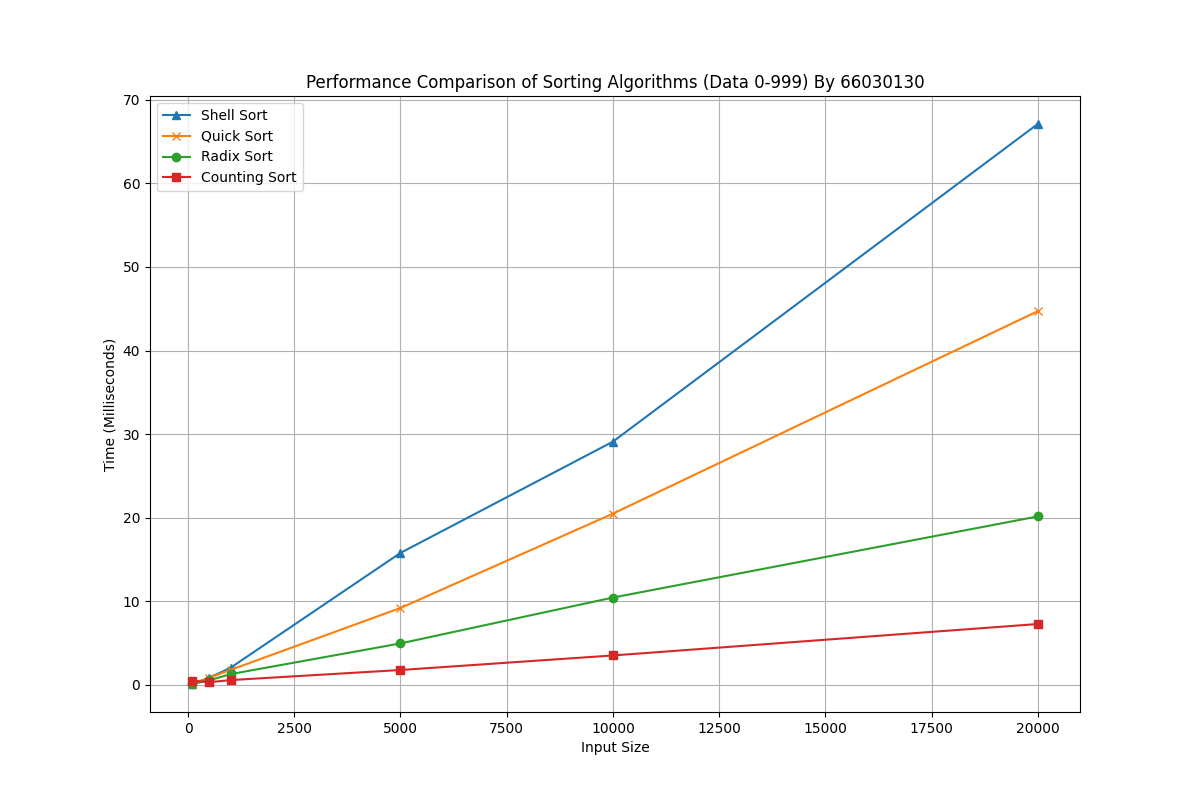 Performance Comparison of Sorting Algorithms (Data 0-999) By 66030130
Shell Sort
Quick Sort
Radix Sort
Counting Sort
70
60
50
40
30
20
10
0
Time (Milliseconds)
0 2500 5000 7500 10000 12500 15000 17500 20000
Input Size